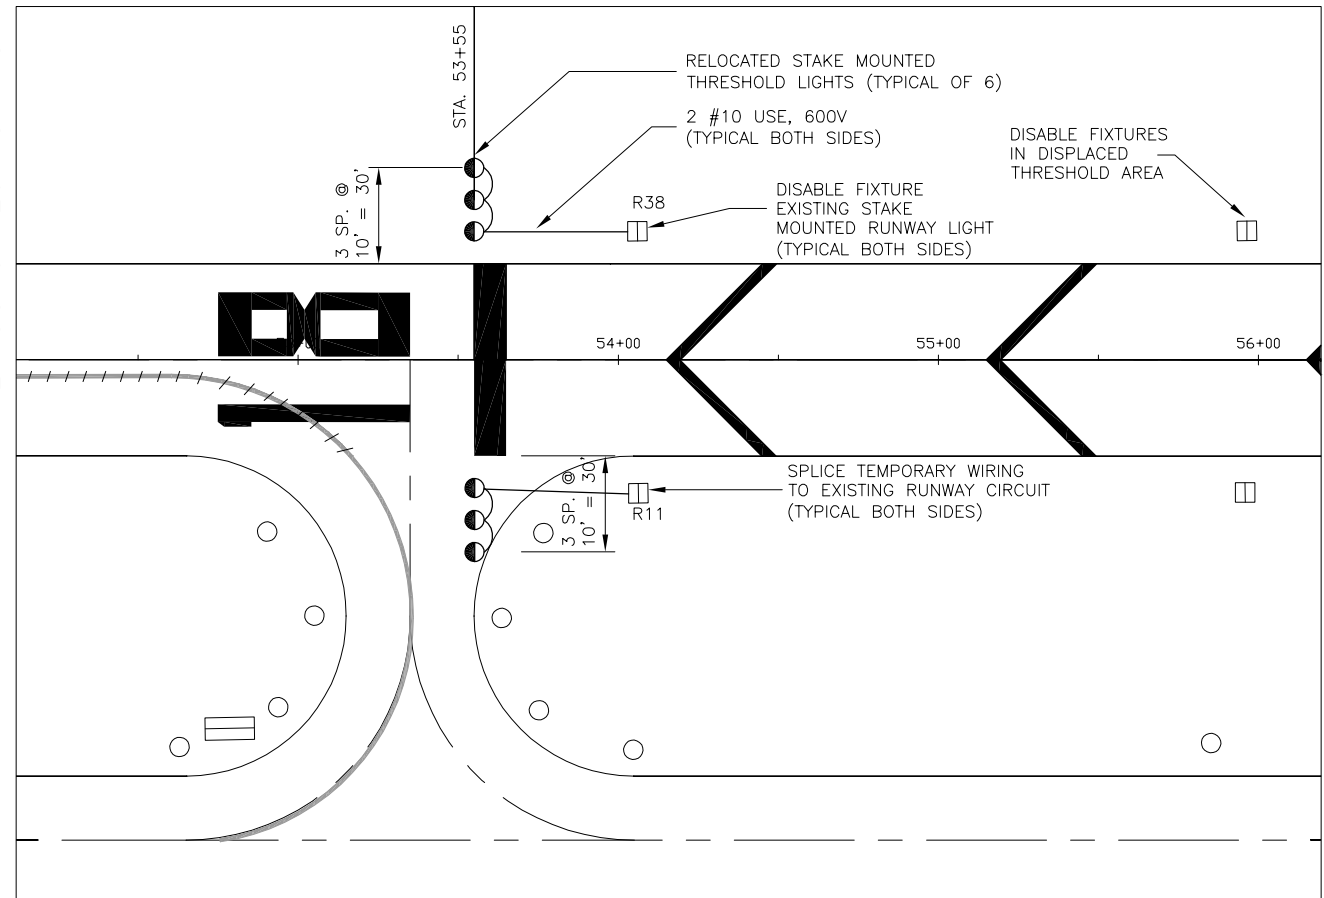 STA. 53+55
RELOCATED STAKE MOUNTED
THRESHOLD LIGHTS (TYPICAL OF 6)
2 #10 USE, 600V
(TYPICAL BOTH SIDES)
DISABLE FIXTURES
IN DISPLACED
THRESHOLD AREA
3 SP. @
10' = 30'
R38
DISABLE FIXTURE
EXISTING STAKE
MOUNTED RUNWAY LIGHT
(TYPICAL BOTH SIDES)
54+00
55+00
56+00
3 SP. @
10' = 30'
R11
SPLICE TEMPORARY WIRING
TO EXISTING RUNWAY CIRCUIT
(TYPICAL BOTH SIDES)